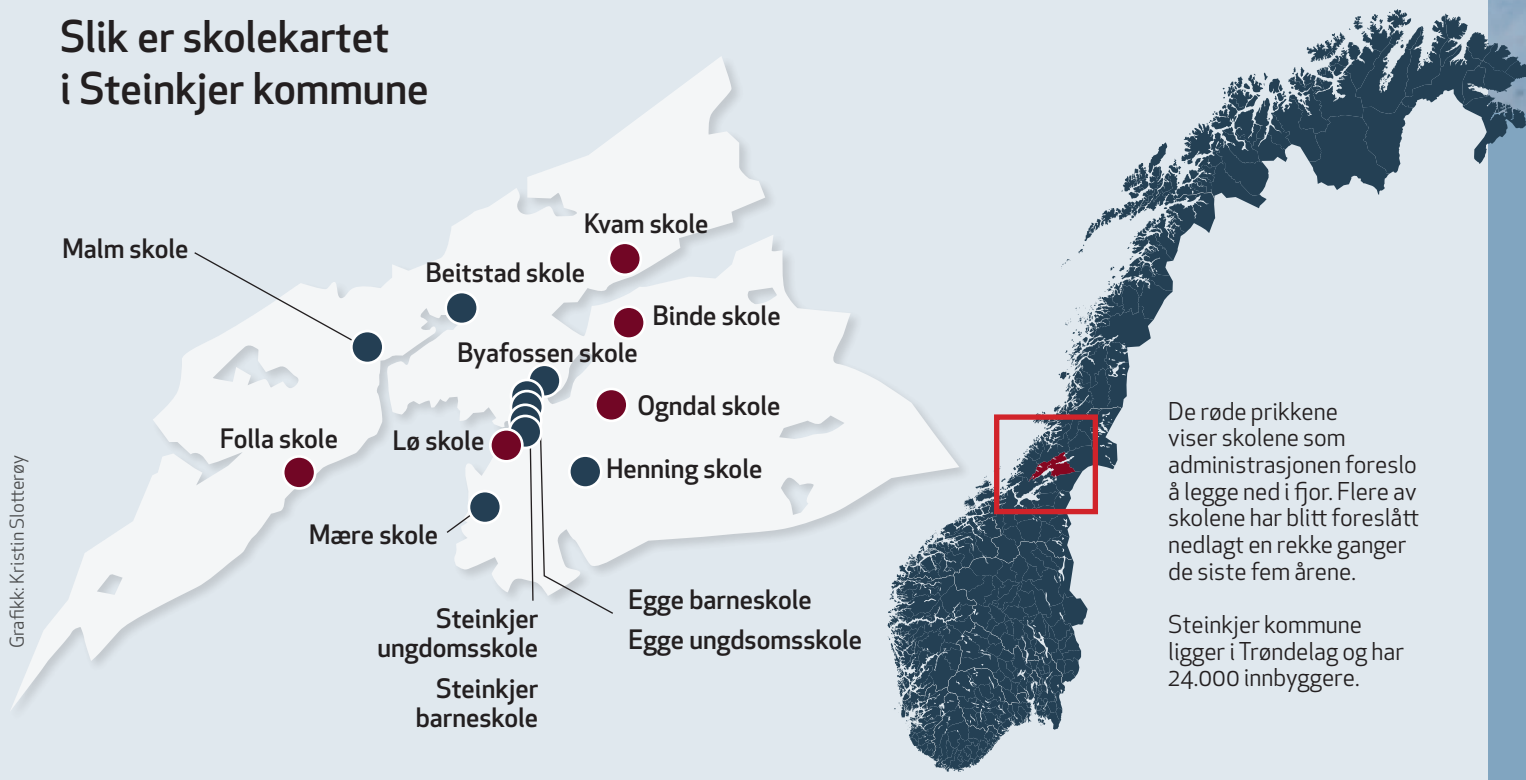 Slik er skolekartet
i Steinkjer kommune
Kvam skole
Malm skole
Beitstad skole
Binde skole
Byafossen skole
Ogndal skole
Folla skole
Lø skole
Henning skole
Mære skole
Steinkjer
ungdomsskole
Steinkjer
barneskole
Egge barneskole
Egge ungdsomsskole
De røde prikkene
viser skolene som
administrasjonen foreslo
å legge ned i fjor. Flere av
skolene har blitt foreslått
nedlagt en rekke ganger
de siste fem årene.
Steinkjer kommune
ligger i Trøndelag og har
24.000 innbyggere.
Grafikk: Kristin Slotterøy